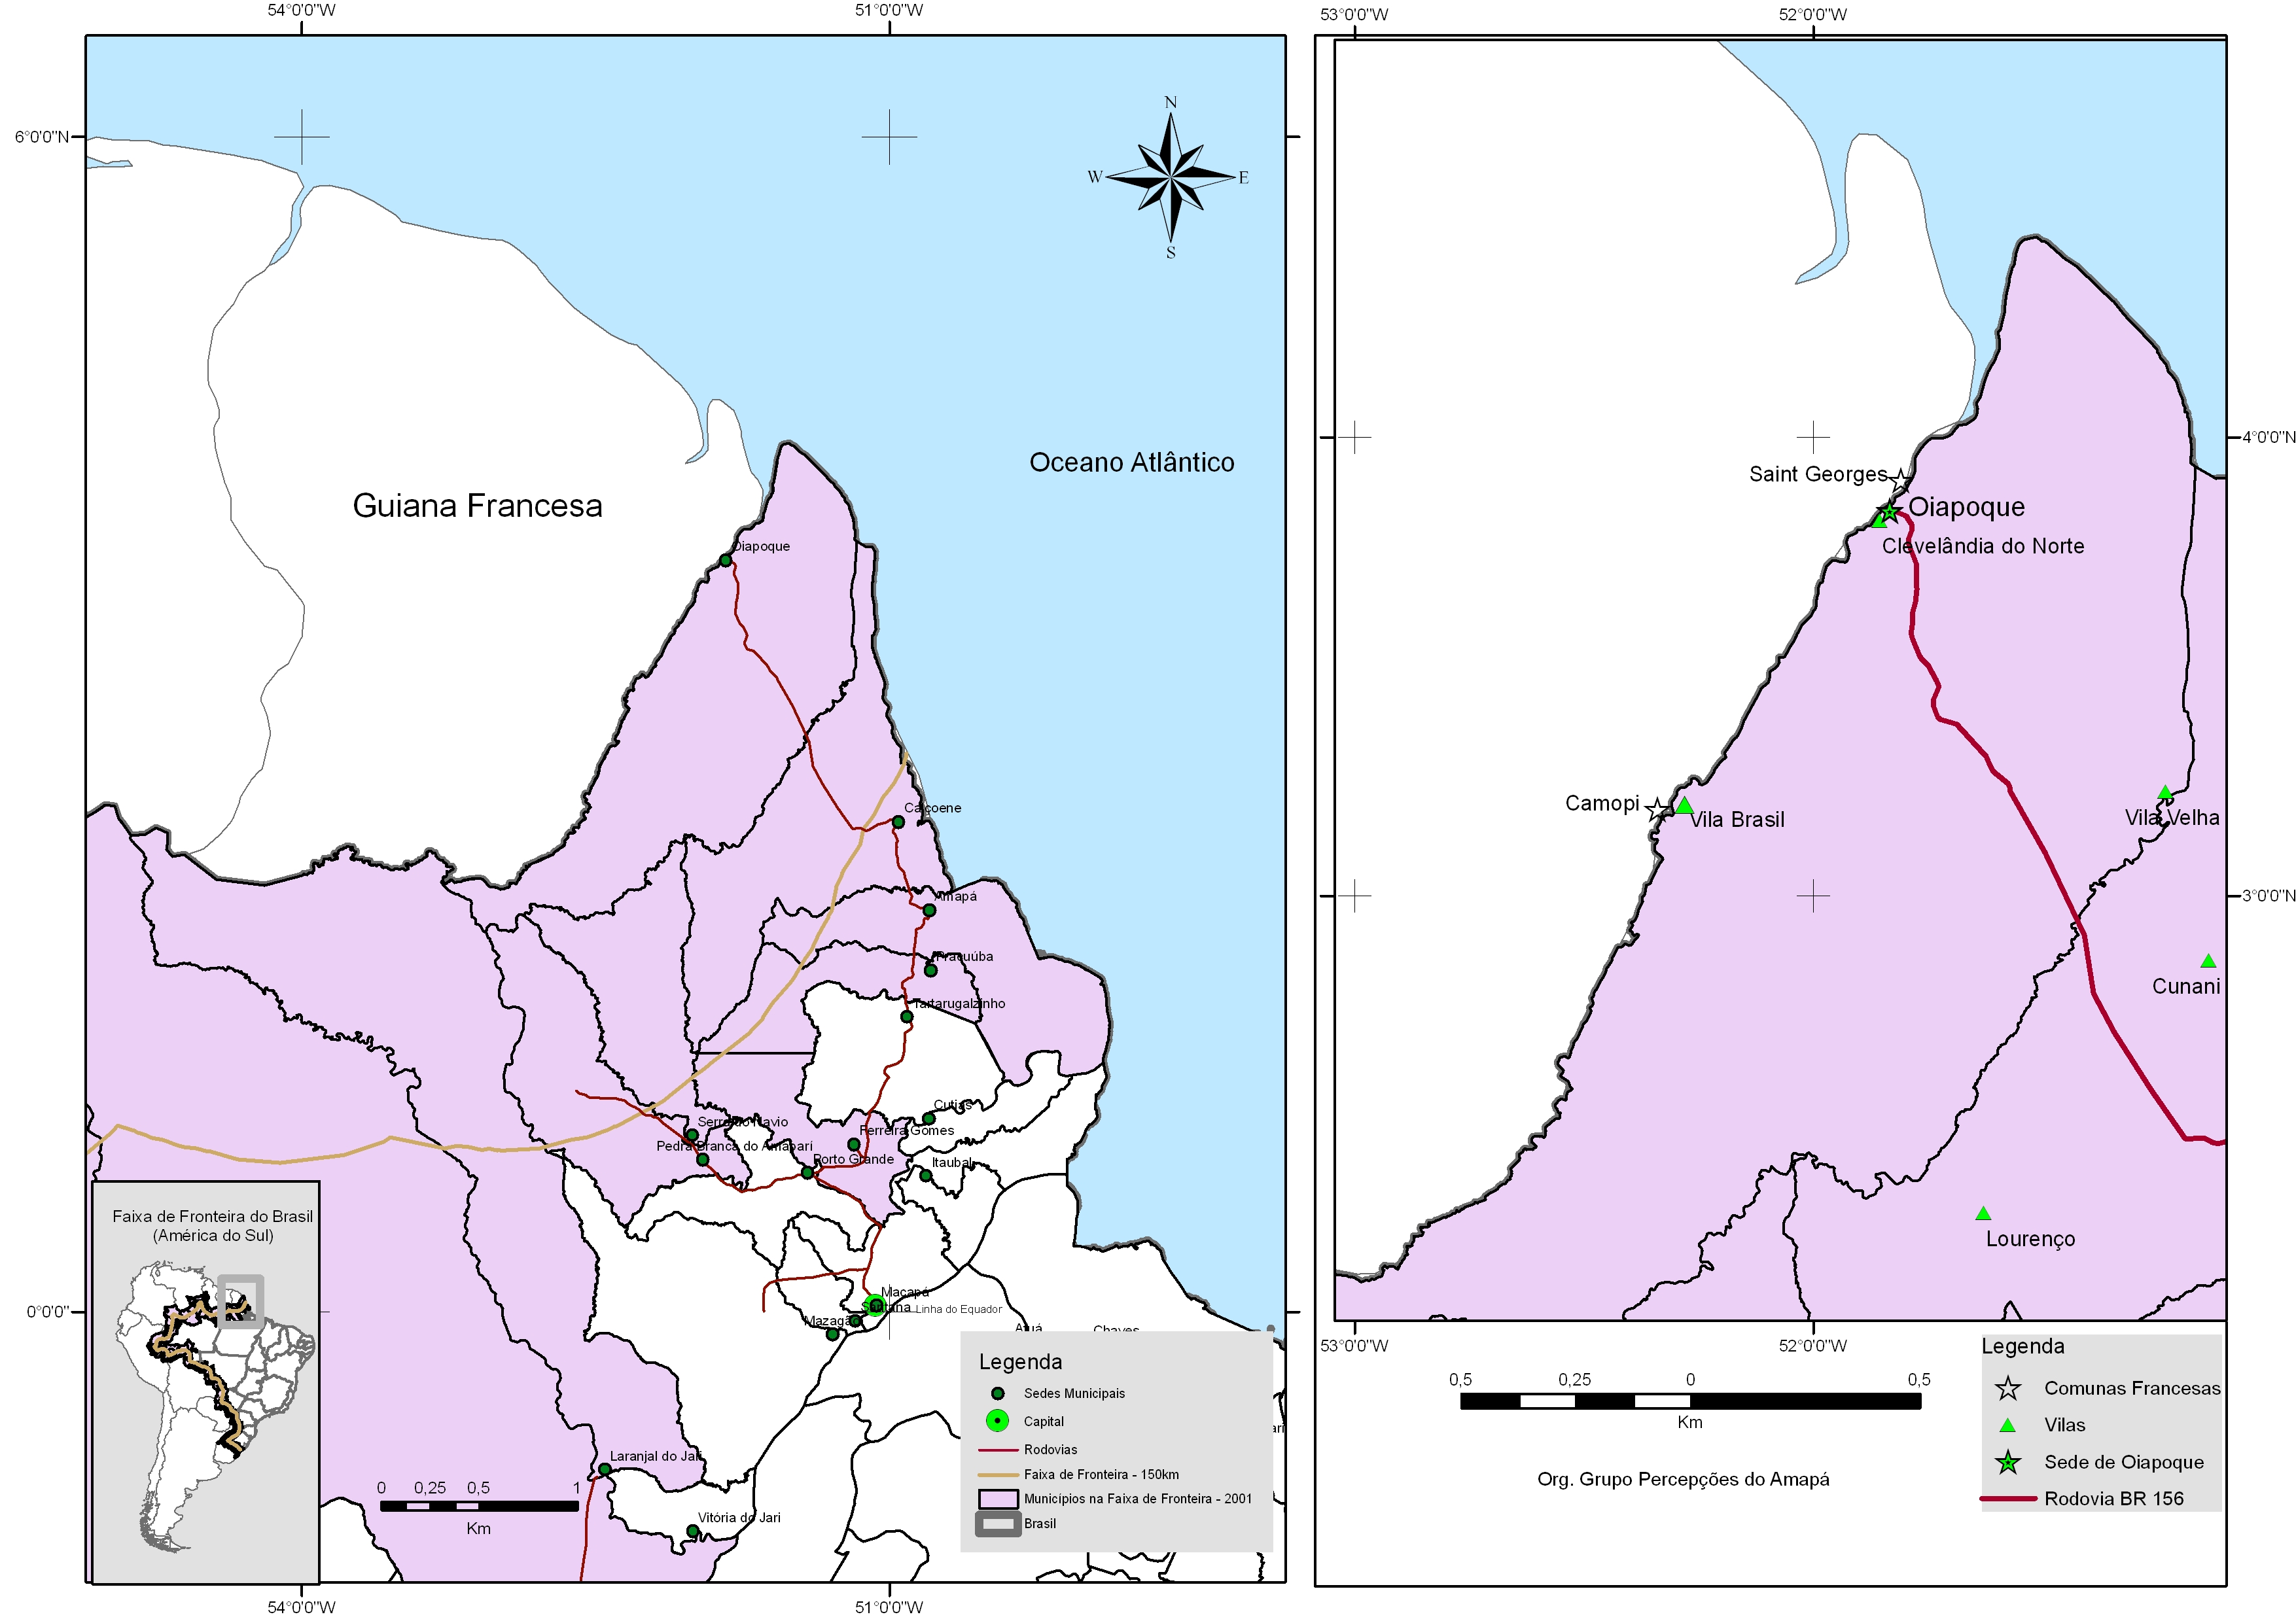 54°0'0"W
51°0'0"W
6°0'0"N
0°0'0"
N
W
E
S
Guiana Francesa
Oceano Atlântico
Oiapoque
Calçoene
Amapá
Pracuúba
Tartarugalzinho
Cutias
Ferreira Gomes
Serra do Navio
Pedra Branca do Amapari
Porto Grande
Itaubal
Macapá
Santana
Linha do Equador
Mazagão
Afuá
Chaves
Laranjal do Jari
Vitória do Jari
Faixa de Fronteira do Brasil
(América do Sul)
0 0,25 0,5 1
Km
Legenda
Sedes Municipais
Capital
Rodovias
Faixa de Fronteira - 150km
Municípios na Faixa de Fronteira - 2001
Brasil
54°0'0"W
51°0'0"W
53°0'0"W
52°0'0"W
4°0'0"N
3°0'0"N
Saint Georges
Oiapoque
Clevelândia do Norte
Camopi
Vila Brasil
Vila Velha
Cunani
Lourenço
53°0'0"W
52°0'0"W
0,5 0,25 0 0,5
Km
Org. Grupo Percepções do Amapá
Legenda
Comunas Francesas
Vilas
Sede de Oiapoque
Rodovia BR 156